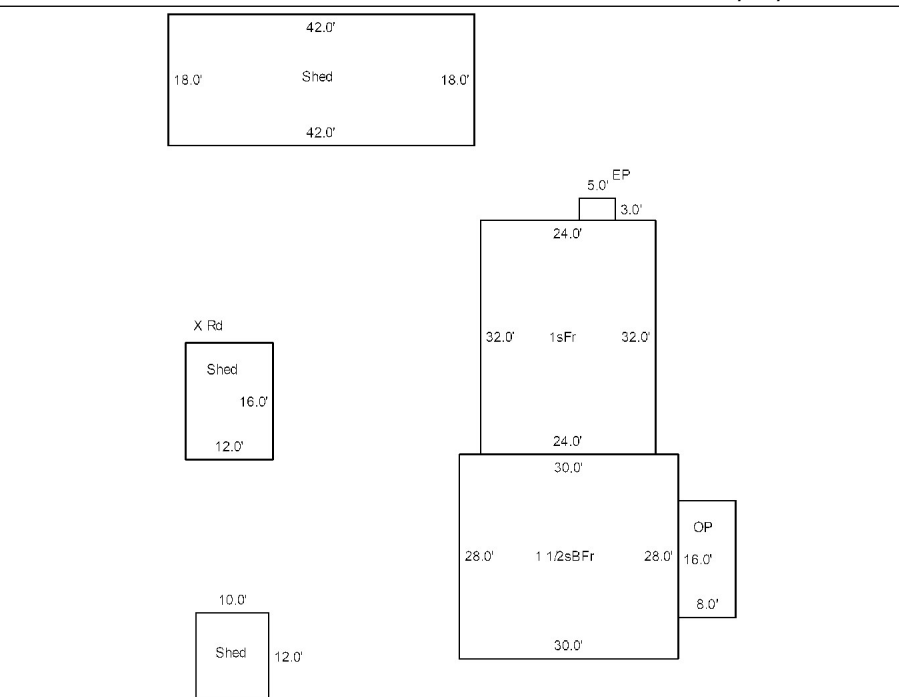 42.0'
18.0' Shed 18.0'
42.0'
EP
5.0'
3.0'
24.0'
32.0' 1sFr 32.0'
24.0'
X Rd
Shed
16.0'
12.0'
30.0'
28.0' 1 1/2sBFr 28.0'
30.0'
OP
16.0'
8.0'
10.0'
Shed 12.0'